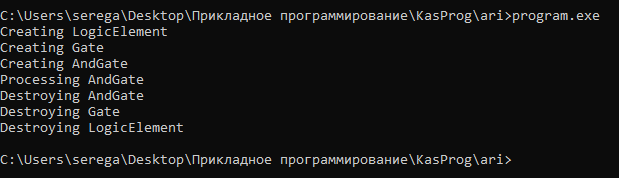 C:\Users\serega\Desktop\Прикладное программирование\KasProg\ari>program.exe
Creating LogicElement
Creating Gate
Creating AndGate
Processing AndGate
Destroying AndGate
Destroying Gate
Destroying LogicElement
C:\Users\serega\Desktop\Прикладное программирование\KasProg\ari>